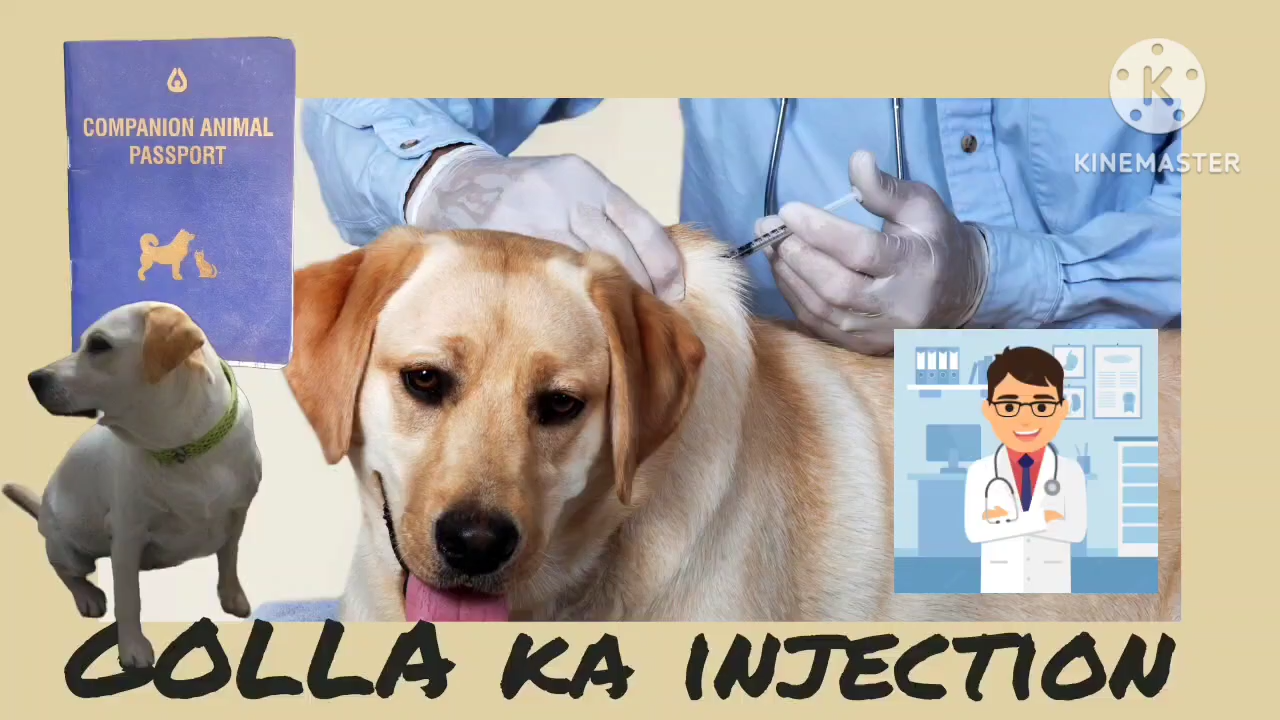 COMPANION ANIMAL
PASSPORT
K
KINEMASTER
GOLLA KA INJECTION